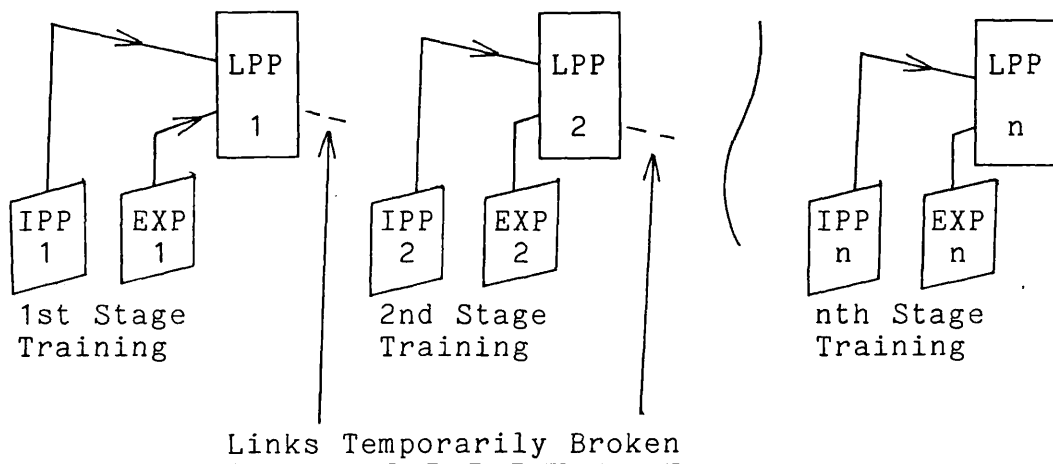 LPP
1
IPP
1
EXP
1
1st Stage
Training
LPP
2
IPP
2
EXP
2
2nd Stage
Training
LPP
n
IPP
n
EXP
n
nth Stage
Training
Links Temporarily Broken